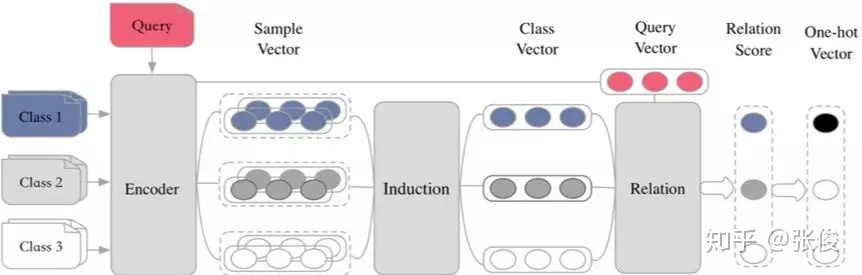 Query
Sample
Vector
Class
Vector
Query
Vector
Relation
Score
One-hot
Vector
Class 1
Class 2
Class 3
Encoder
Induction
Relation
知乎 @张俊